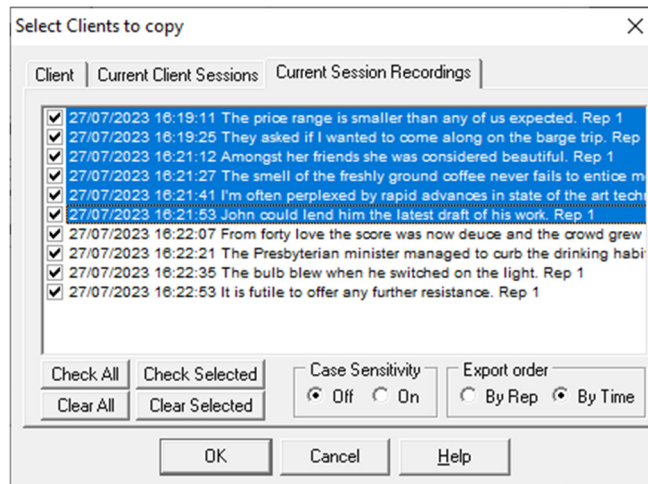 Select Clients to copy
Client Current Client Sessions Current Session Recordings
27/07/2023 16:19:11 The price range is smaller than any of us expected. Rep 1
27/07/2023 16:19:25 They asked if I wanted to come along on the barge trip. Rep
27/07/2023 16:21:12 Amongst her friends she was considered beautiful. Rep 1
27/07/2023 16:21:27 The smell of the freshly ground coffee never fails to entice m
27/07/2023 16:21:41 I'm often perplexed by rapid advances in state of the art tech
27/07/2023 16:21:53 John could lend him the latest draft of his work. Rep 1
27/07/2023 16:22:07 From forty love the score was now deuce and the crowd grew
27/07/2023 16:22:21 The Presbyterian minister managed to curb the drinking habi
27/07/2023 16:22:35 The bulb blew when he switched on the light. Rep 1
27/07/2023 16:22:53 It is futile to offer any further resistance. Rep 1
Check All Check Selected Case Sensitivity Export order
Off On By Rep By Time
Clear All Clear Selected
OK Cancel Help